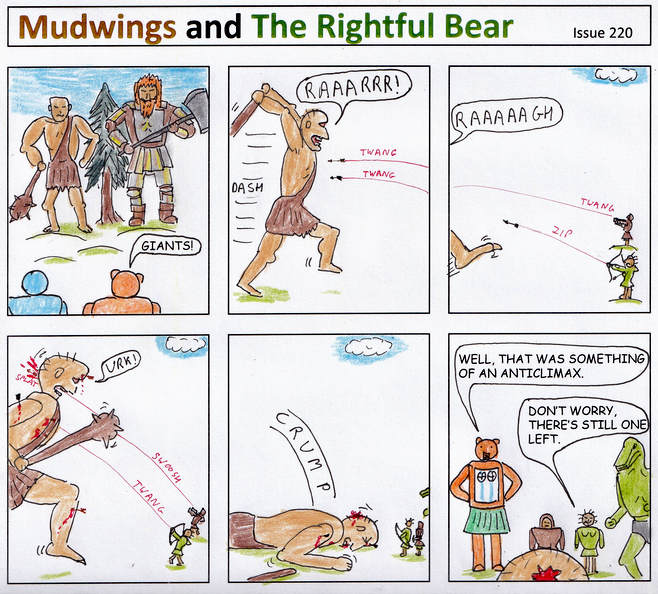 Mudwings and The Rightful Bear
Issue 220
GIANTS!
RAAARRR!
TWANG
TWANG
DASH
RAAAAAGH
TWANG
ZIP
URK!
SPLAT
SWOOSH
TWANG
CRUMP
WELL, THAT WAS SOMETHING
OF AN ANTICLIMAX.
DON'T WORRY,
THERE'S STILL ONE
LEFT.